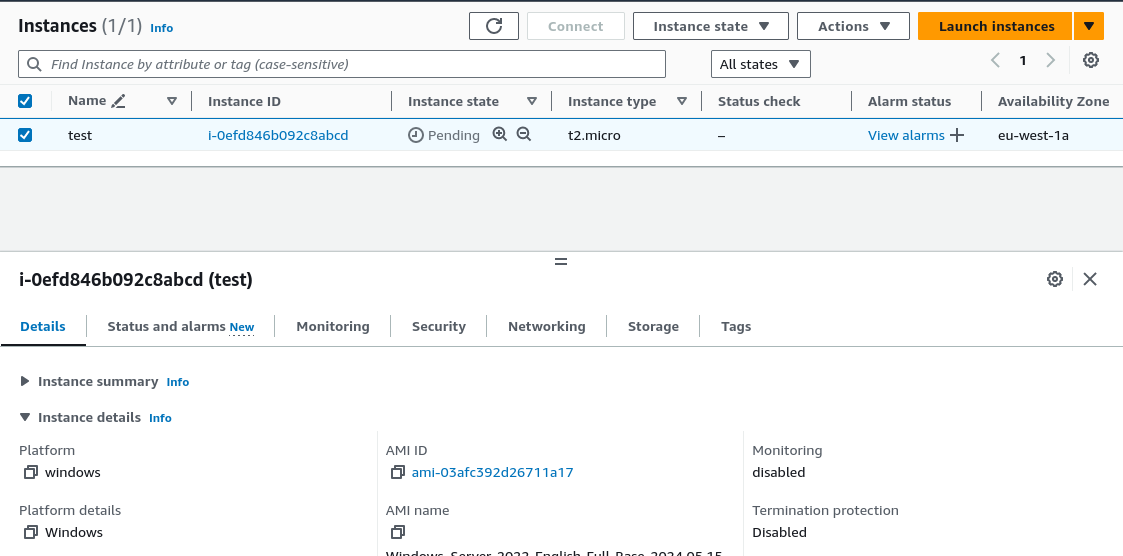 Instances (1/1) Info Connect Instance state Actions Launch instances
Find Instance by attribute or tag (case-sensitive) All states 1
Name Instance ID Instance state Instance type Status check Alarm status Availability Zone
test i-0efd846b092c8abcd Pending t2.micro – View alarms eu-west-1a
i-0efd846b092c8abcd (test)
Details Status and alarms New Monitoring Security Networking Storage Tags
Instance summary Info
Instance details Info
Platform AMI ID Monitoring
windows ami-03afc392d26711a17 disabled
Platform details AMI name Termination protection
Windows Disabled